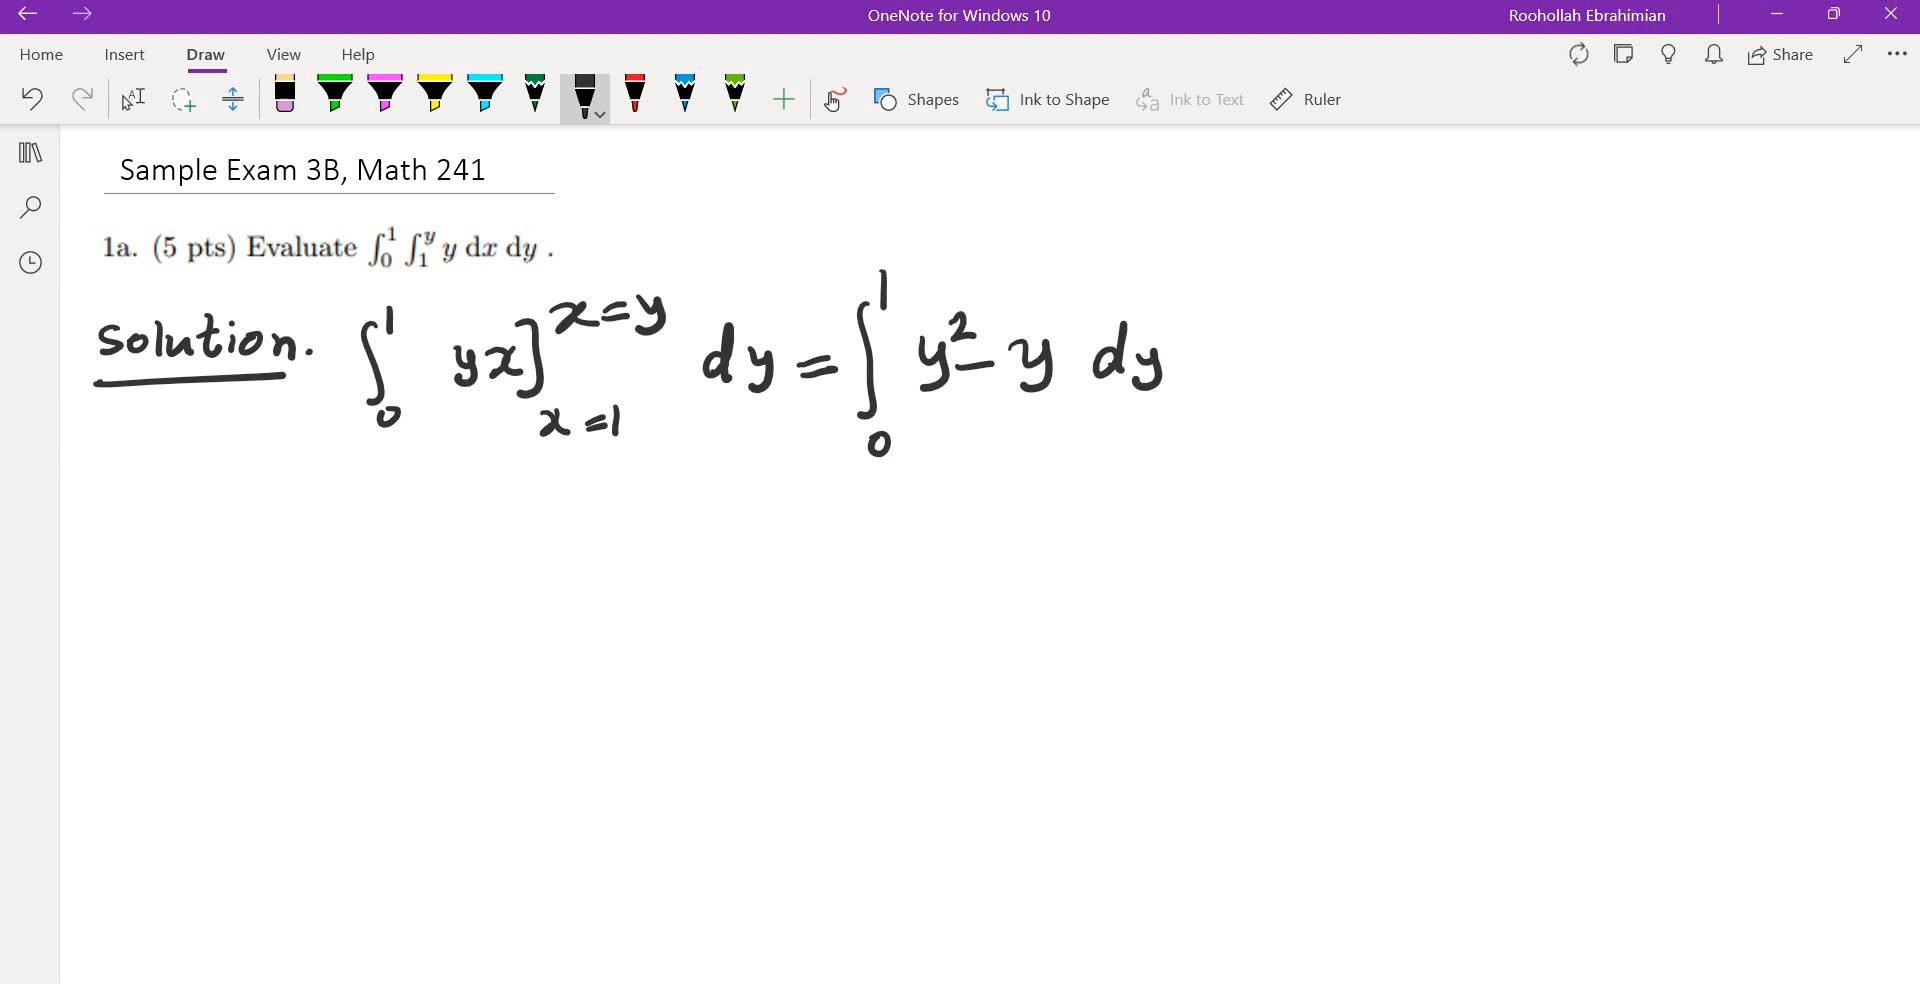 OneNote for Windows 10
Roohollah Ebrahimian
Home Insert Draw View Help
Share
Shapes Ink to Shape Ink to Text Ruler
Sample Exam 3B, Math 241
1a. (5 pts) Evaluate ∫₀¹ ∫₁ʸ y dx dy .
Solution. ∫₀¹ yx]ₓ₌₁ˣ⁼ʸ dy = ∫₀¹ y² - y dy